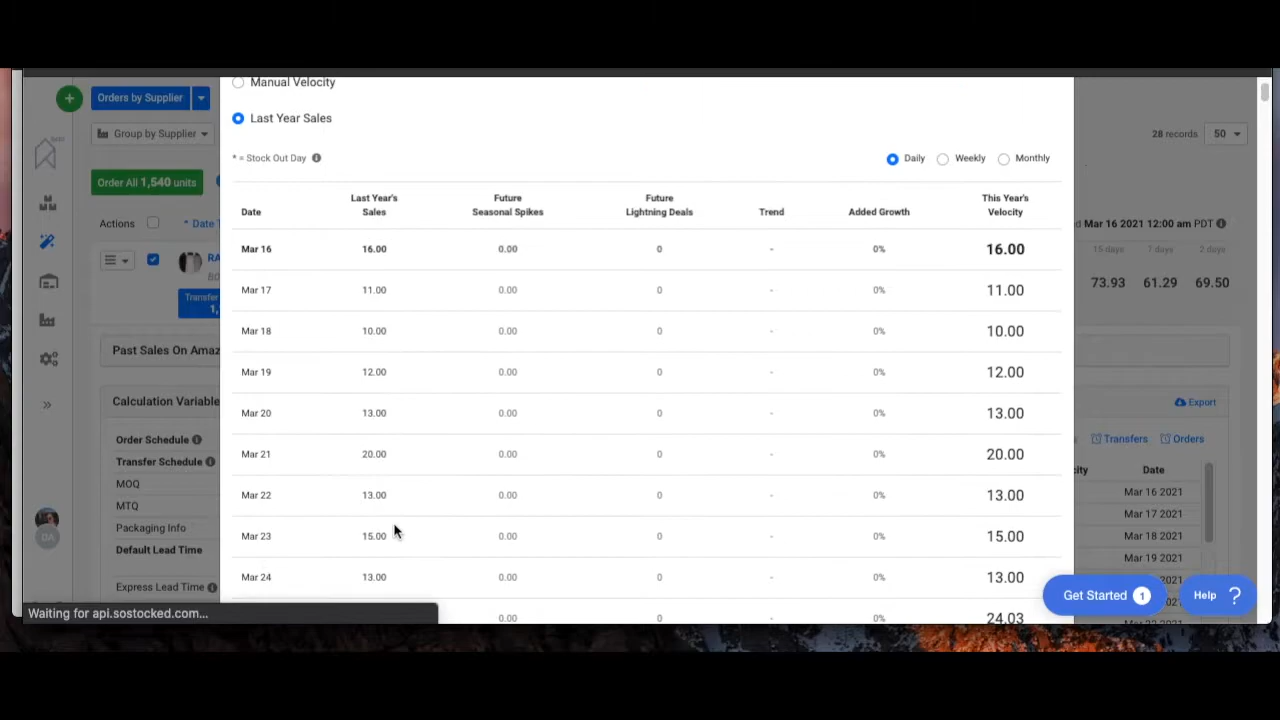 Manual Velocity
Orders by Supplier
Last Year Sales
Group by Supplier
28 records
50
* = Stock Out Day
Daily
Weekly
Monthly
Order All 1,540 units
Date Last Year's Sales Future Seasonal Spikes Future Lightning Deals Trend Added Growth This Year's Velocity
Actions
Date
Mar 16 2021 12:00 am PDT
Mar 16 16.00 0.00 0 - 0% 16.00
15 days 7 days 2 days
RA
73.93 61.29 69.50
Mar 17 11.00 0.00 0 - 0% 11.00
Transfer
Mar 18 10.00 0.00 0 - 0% 10.00
Past Sales On Amaz
Mar 19 12.00 0.00 0 - 0% 12.00
Calculation Variable
Export
Mar 20 13.00 0.00 0 - 0% 13.00
Order Schedule
Transfers
Orders
Mar 21 20.00 0.00 0 - 0% 20.00
Transfer Schedule
city
Date
MOQ
Mar 16 2021
Mar 22 13.00 0.00 0 - 0% 13.00
MTQ
Mar 17 2021
Packaging Info
Mar 23 15.00 0.00 0 - 0% 15.00
Mar 18 2021
Default Lead Time
Mar 19 2021
Mar 24 13.00 0.00 0 - 0% 13.00
Express Lead Time
DA
Get Started 1
Help ?
Waiting for api.sostocked.com...
0.00 0 - 0% 24.03